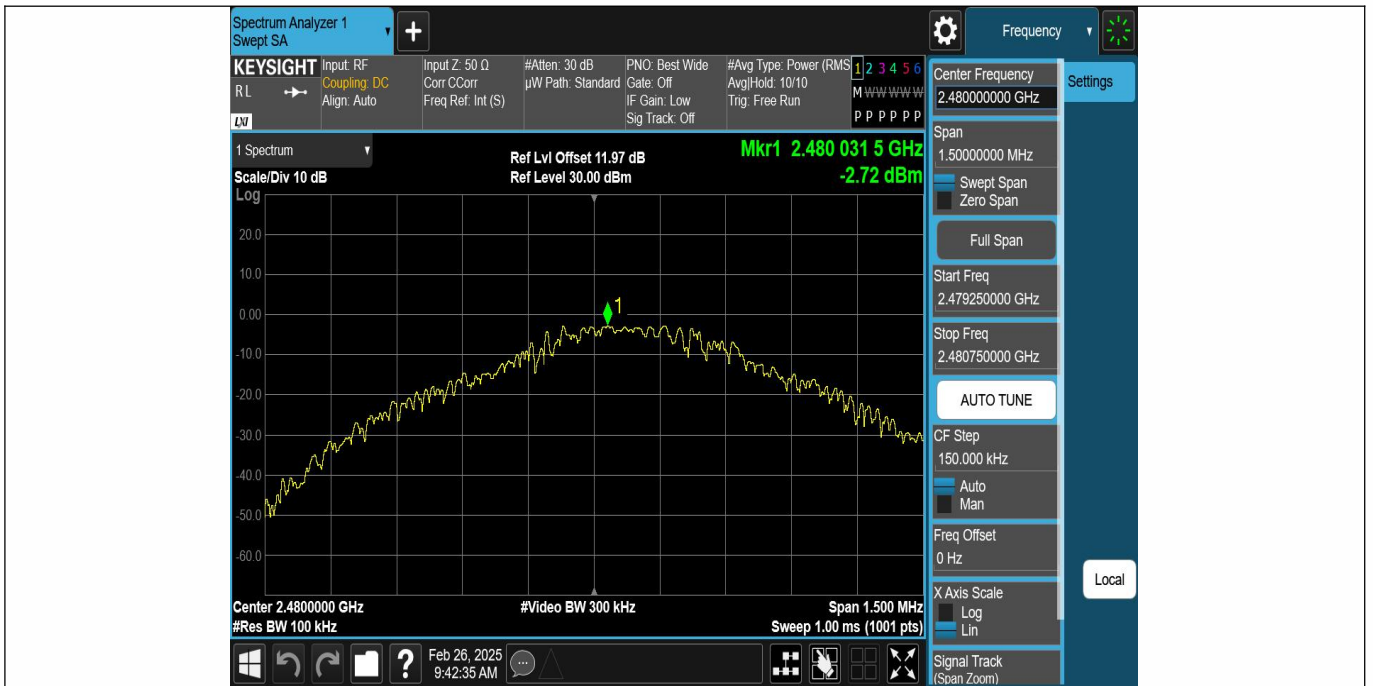 Spectrum Analyzer 1
Swept SA
+
Frequency
KEYSIGHT
RL
LXI
Input: RF
Coupling: DC
Align: Auto
Input Z: 50 Ω
Corr CCorr
Freq Ref: Int (S)
#Atten: 30 dB
µW Path: Standard
PNO: Best Wide
Gate: Off
IF Gain: Low
Sig Track: Off
#Avg Type: Power (RMS
Avg|Hold: 10/10
Trig: Free Run
1 2 3 4 5 6
M W W W W W
P P P P P P
1 Spectrum
Scale/Div 10 dB
Log
Ref Lvl Offset 11.97 dB
Ref Level 30.00 dBm
Mkr1 2.480 031 5 GHz
-2.72 dBm
20.0
10.0
0.00
-10.0
-20.0
-30.0
-40.0
-50.0
-60.0
1
Center 2.4800000 GHz
#Res BW 100 kHz
#Video BW 300 kHz
Span 1.500 MHz
Sweep 1.00 ms (1001 pts)
Center Frequency
2.480000000 GHz
Settings
Span
1.50000000 MHz
Swept Span
Zero Span
Full Span
Start Freq
2.479250000 GHz
Stop Freq
2.480750000 GHz
AUTO TUNE
CF Step
150.000 kHz
Auto
Man
Freq Offset
0 Hz
X Axis Scale
Log
Lin
Local
Signal Track
(Span Zoom)
?
Feb 26, 2025
9:42:35 AM